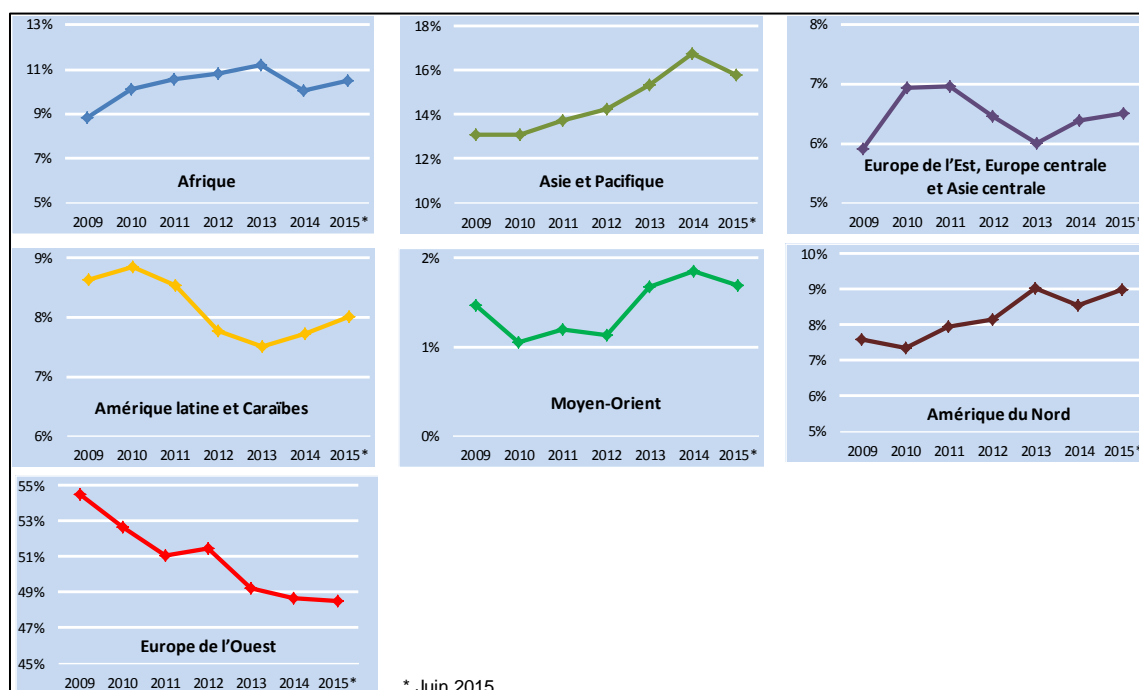 13%
11%
9%
7%
5%
Afrique
2009 2010 2011 2012 2013 2014 2015*
18%
16%
14%
12%
10%
Asie et Pacifique
2009 2010 2011 2012 2013 2014 2015*
8%
7%
6%
5%
Europe de l'Est, Europe centrale
et Asie centrale
2009 2010 2011 2012 2013 2014 2015*
9%
8%
7%
6%
Amérique latine et Caraïbes
2009 2010 2011 2012 2013 2014 2015*
2%
1%
0%
Moyen-Orient
2009 2010 2011 2012 2013 2014 2015*
10%
9%
8%
7%
6%
5%
Amérique du Nord
2009 2010 2011 2012 2013 2014 2015*
55%
53%
51%
49%
47%
45%
Europe de l'Ouest
2009 2010 2011 2012 2013 2014 2015*
* Juin 2015